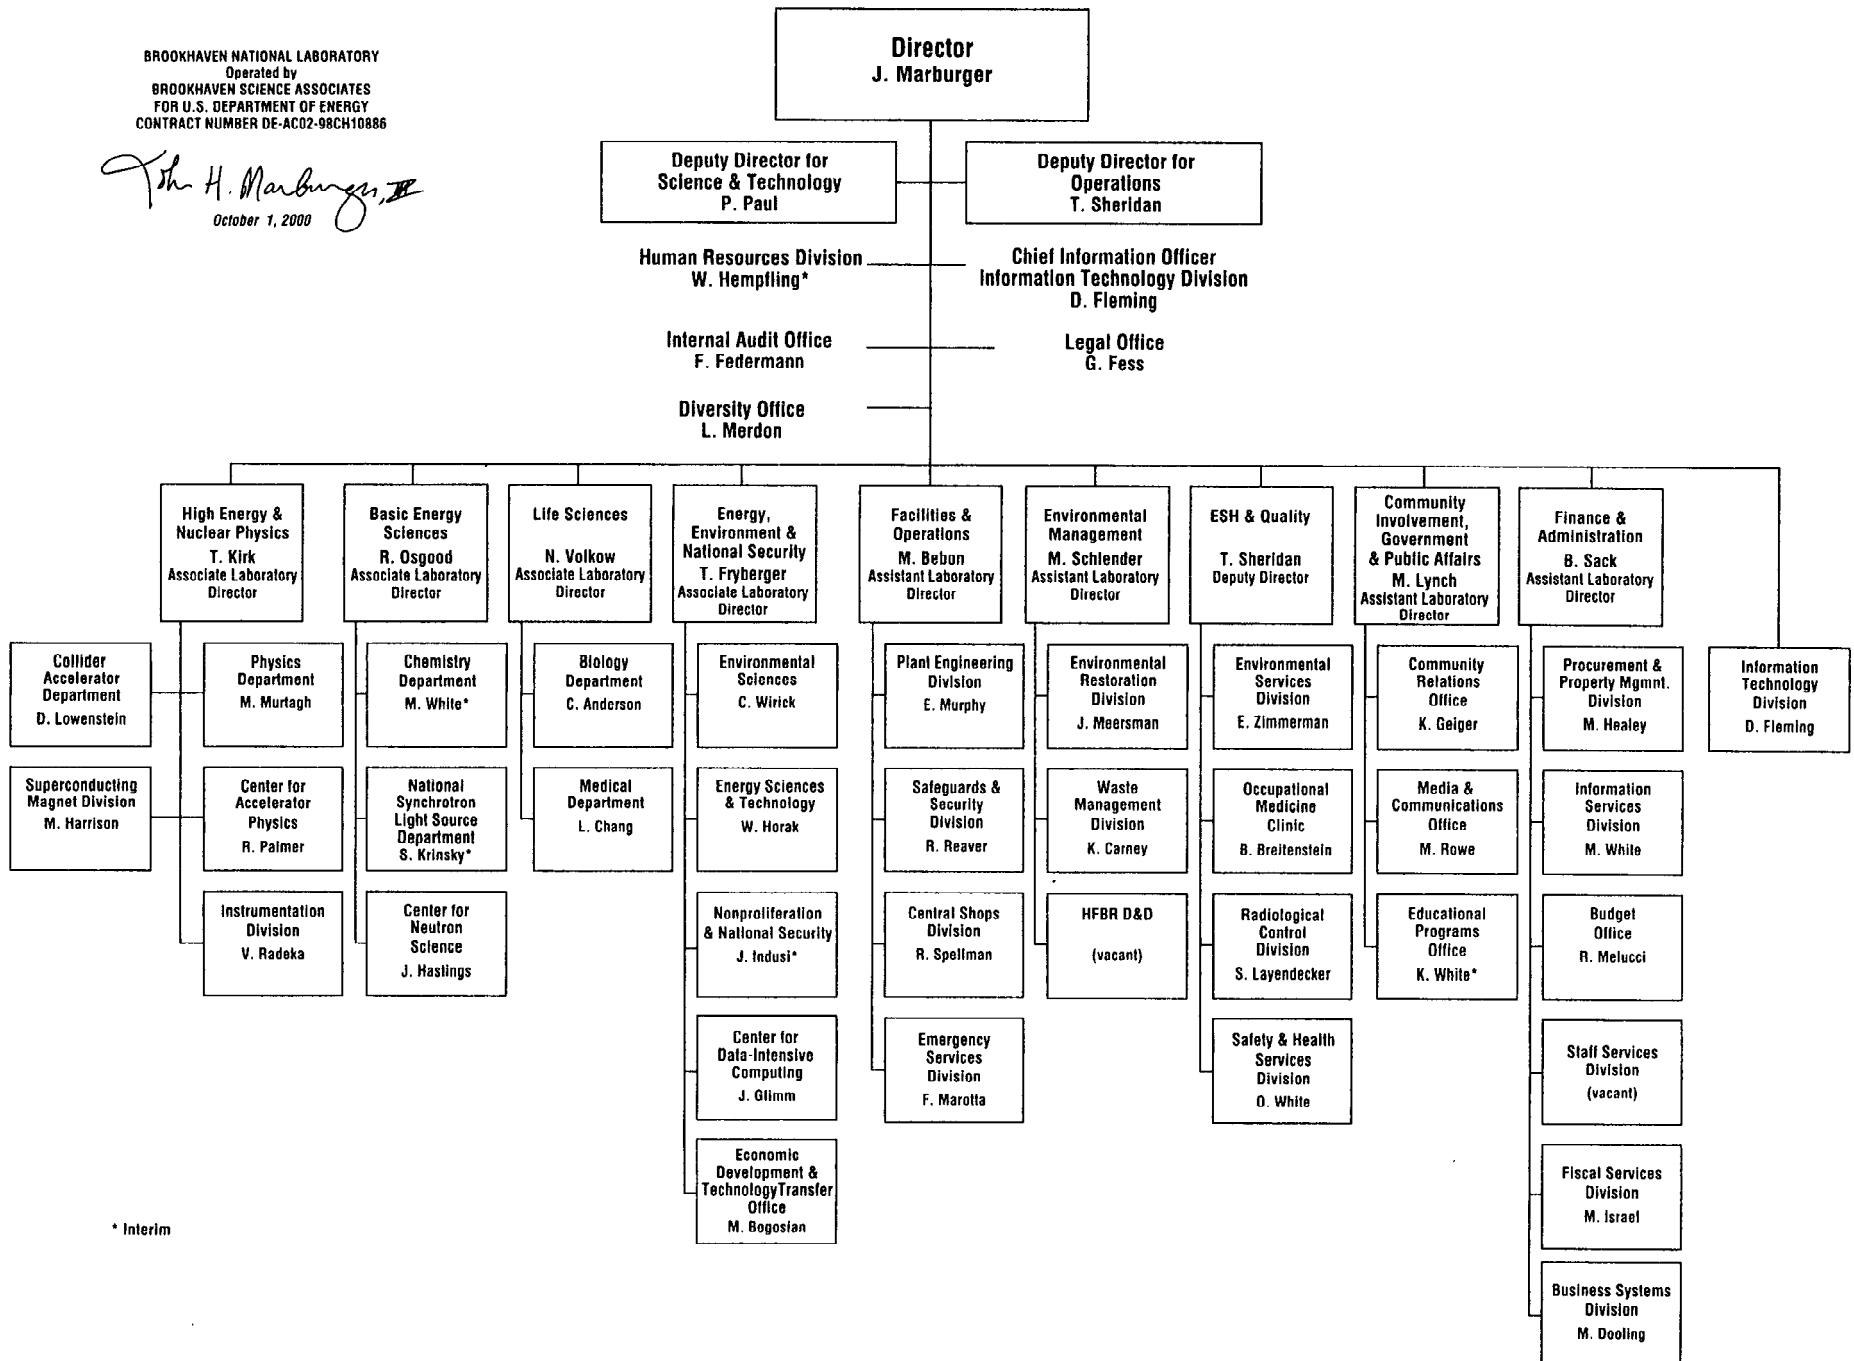 BROOKHAVEN NATIONAL LABORATORY
Operated by
BROOKHAVEN SCIENCE ASSOCIATES
FOR U.S. DEPARTMENT OF ENERGY
CONTRACT NUMBER DE-AC02-98CH10886
John H. Marburger, III
October 1, 2000
Director
J. Marburger
Deputy Director for
Science & Technology
P. Paul
Deputy Director for
Operations
T. Sheridan
Human Resources Division
W. Hempfling*
Chief Information Officer
Information Technology Division
D. Fleming
Internal Audit Office
F. Federmann
Legal Office
G. Fess
Diversity Office
L. Merdon
High Energy &
Nuclear Physics
T. Kirk
Associate Laboratory
Director
Basic Energy
Sciences
R. Osgood
Associate Laboratory
Director
Life Sciences
N. Volkow
Associate Laboratory
Director
Energy,
Environment &
National Security
T. Fryberger
Associate Laboratory
Director
Facilities &
Operations
M. Bebon
Assistant Laboratory
Director
Environmental
Management
M. Schlender
Assistant Laboratory
Director
ESH & Quality
T. Sheridan
Deputy Director
Community
Involvement,
Government
& Public Affairs
M. Lynch
Assistant Laboratory
Director
Finance &
Administration
B. Sack
Assistant Laboratory
Director
Collider
Accelerator
Department
D. Lowenstein
Physics
Department
M. Murtagh
Chemistry
Department
M. White*
Biology
Department
C. Anderson
Environmental
Sciences
C. Wirick
Plant Engineering
Division
E. Murphy
Environmental
Restoration
Division
J. Meersman
Environmental
Services
Division
E. Zimmerman
Community
Relations
Office
K. Geiger
Procurement &
Property Mgmnt.
Division
M. Healey
Information
Technology
Division
D. Fleming
Superconducting
Magnet Division
M. Harrison
Center for
Accelerator
Physics
R. Palmer
National
Synchrotron
Light Source
Department
S. Krinsky*
Medical
Department
L. Chang
Energy Sciences
& Technology
W. Horak
Safeguards &
Security
Division
R. Reaver
Waste
Management
Division
K. Carney
Occupational
Medicine
Clinic
B. Breitenstein
Media &
Communications
Office
M. Rowe
Information
Services
Division
M. White
Instrumentation
Division
V. Radeka
Center for
Neutron
Science
J. Hastings
Nonproliferation
& National Security
J. Indusi*
Central Shops
Division
R. Spellman
HFBR D&D
(vacant)
Radiological
Control
Division
S. Layendecker
Educational
Programs
Office
K. White*
Budget
Office
R. Melucci
Center for
Data-Intensive
Computing
J. Glimm
Emergency
Services
Division
F. Marotta
Safety & Health
Services
Division
O. White
Staff Services
Division
(vacant)
Economic
Development &
Technology Transfer
Office
M. Bogosian
Fiscal Services
Division
M. Israel
* Interim
Business Systems
Division
M. Dooling